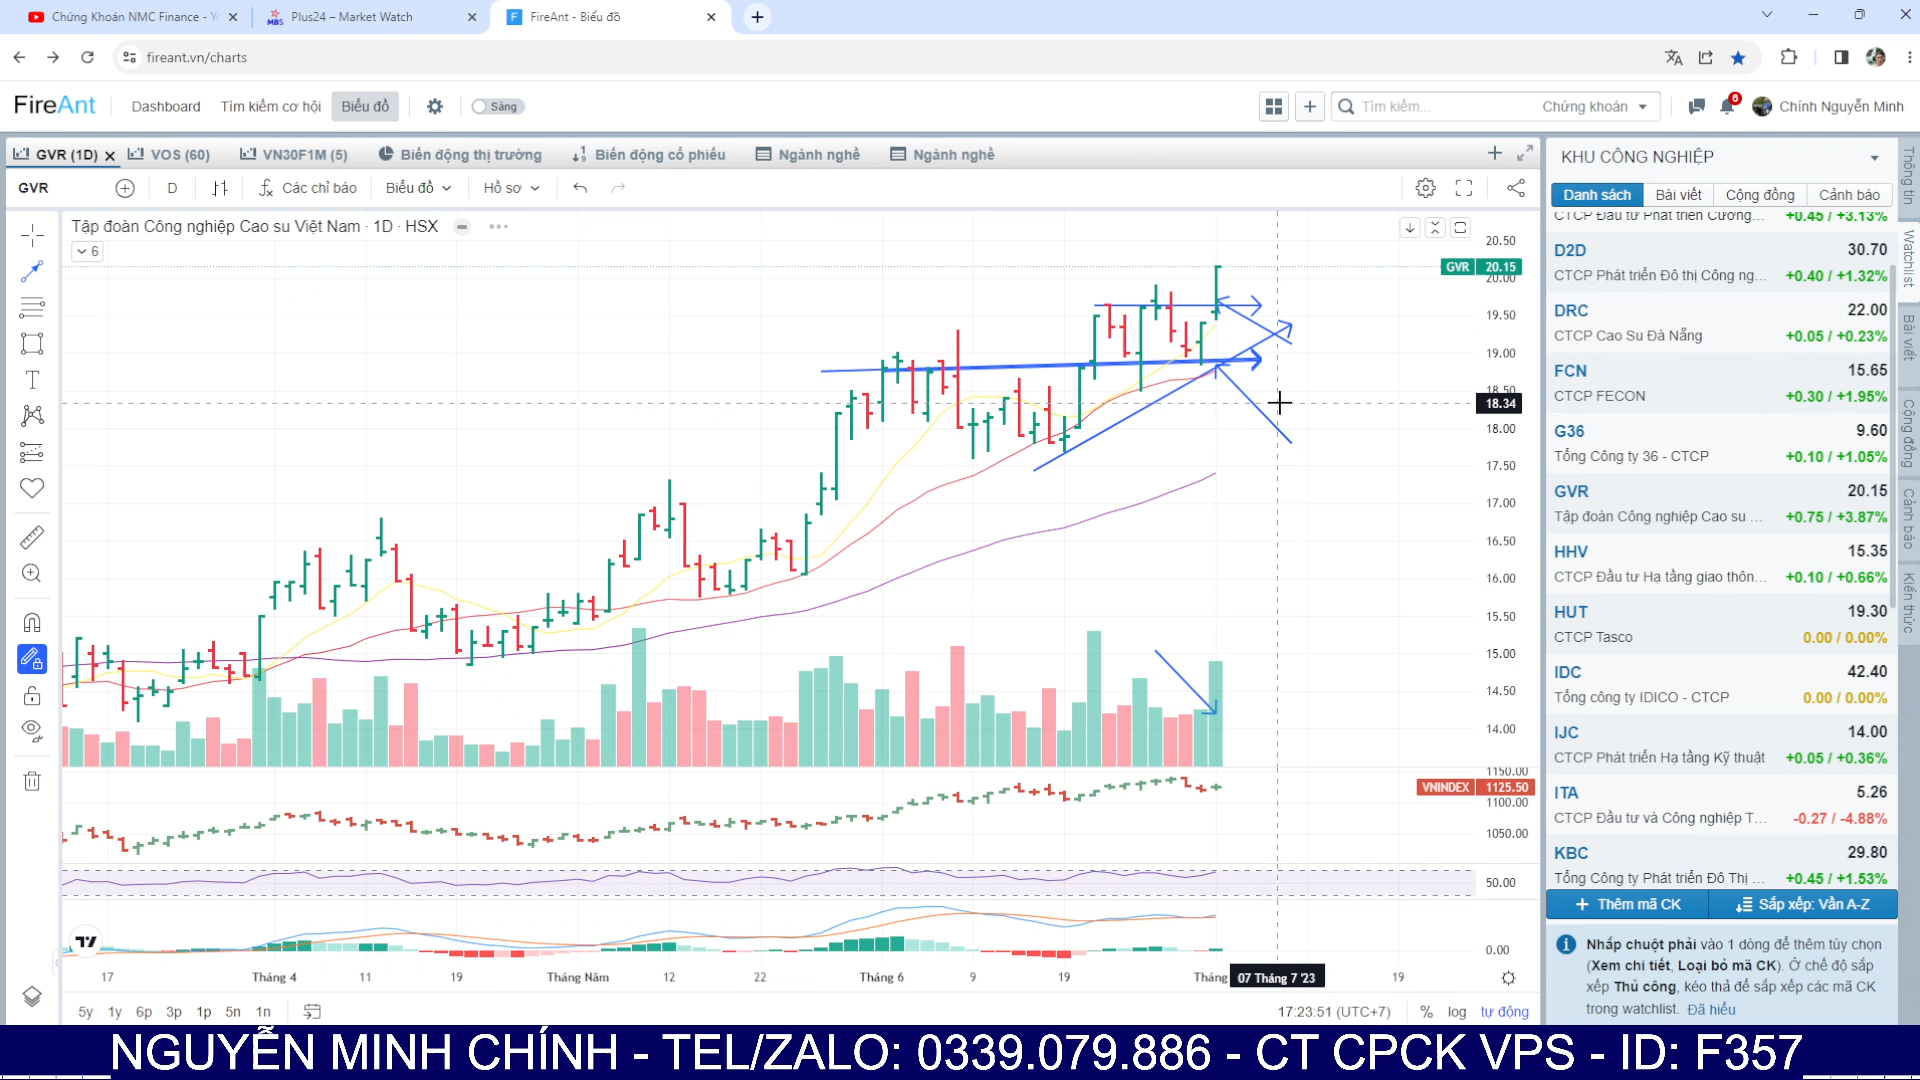 Chứng Khoán NMC Finance - Yo
Plus24 – Market Watch
FireAnt - Biểu đồ
fireant.vn/charts
FireAnt
Dashboard
Tìm kiếm cơ hội
Biểu đồ
Sáng
Tìm kiếm...
Chứng khoán
6
Chính Nguyễn Minh
GVR (1D)
VOS (60)
VN30F1M (5)
Biến động thị trường
Biến động cổ phiếu
Ngành nghề
Ngành nghề
GVR
D
Các chỉ báo
Biểu đồ
Hồ sơ
Tập đoàn Công nghiệp Cao su Việt Nam · 1D · HSX
6
20.50
GVR 20.15
20.00
19.50
19.00
18.50
18.34
18.00
17.50
17.00
16.50
16.00
15.50
15.00
14.50
14.00
1150.00
VNINDEX 1125.50
1100.00
1050.00
50.00
0.00
17
Tháng 4
11
19
Tháng Năm
12
22
Tháng 6
9
19
Tháng
07 Tháng 7 '23
19
5y 1y 6p 3p 1p 5n 1n
17:23:51 (UTC+7)
% log tự động
KHU CÔNG NGHIỆP
Danh sách
Bài viết
Cộng đồng
Cảnh báo
CTCP Đầu tư Phát triển Cường... +0.45 / +3.13%
D2D 30.70
CTCP Phát triển Đô thị Công ng... +0.40 / +1.32%
DRC 22.00
CTCP Cao Su Đà Nẵng +0.05 / +0.23%
FCN 15.65
CTCP FECON +0.30 / +1.95%
G36 9.60
Tổng Công ty 36 - CTCP +0.10 / +1.05%
GVR 20.15
Tập đoàn Công nghiệp Cao su ... +0.75 / +3.87%
HHV 15.35
CTCP Đầu tư Hạ tầng giao thôn... +0.10 / +0.66%
HUT 19.30
CTCP Tasco 0.00 / 0.00%
IDC 42.40
Tổng công ty IDICO - CTCP 0.00 / 0.00%
IJC 14.00
CTCP Phát triển Hạ tầng Kỹ thuật +0.05 / +0.36%
ITA 5.26
CTCP Đầu tư và Công nghiệp T... -0.27 / -4.88%
KBC 29.80
Tổng Công ty Phát triển Đô Thị ... +0.45 / +1.53%
Thêm mã CK
Sắp xếp: Vần A-Z
Nhấp chuột phải vào 1 dòng để thêm tùy chọn
(Xem chi tiết, Loại bỏ mã CK). Ở chế độ sắp
xếp Thủ công, kéo thả để sắp xếp các mã CK
trong watchlist. Đã hiểu
Thông tin
Watchlist
Bài viết
Cộng đồng
Cảnh báo
Kiến thức
NGUYỄN MINH CHÍNH - TEL/ZALO: 0339.079.886 - CT CPCK VPS - ID: F357